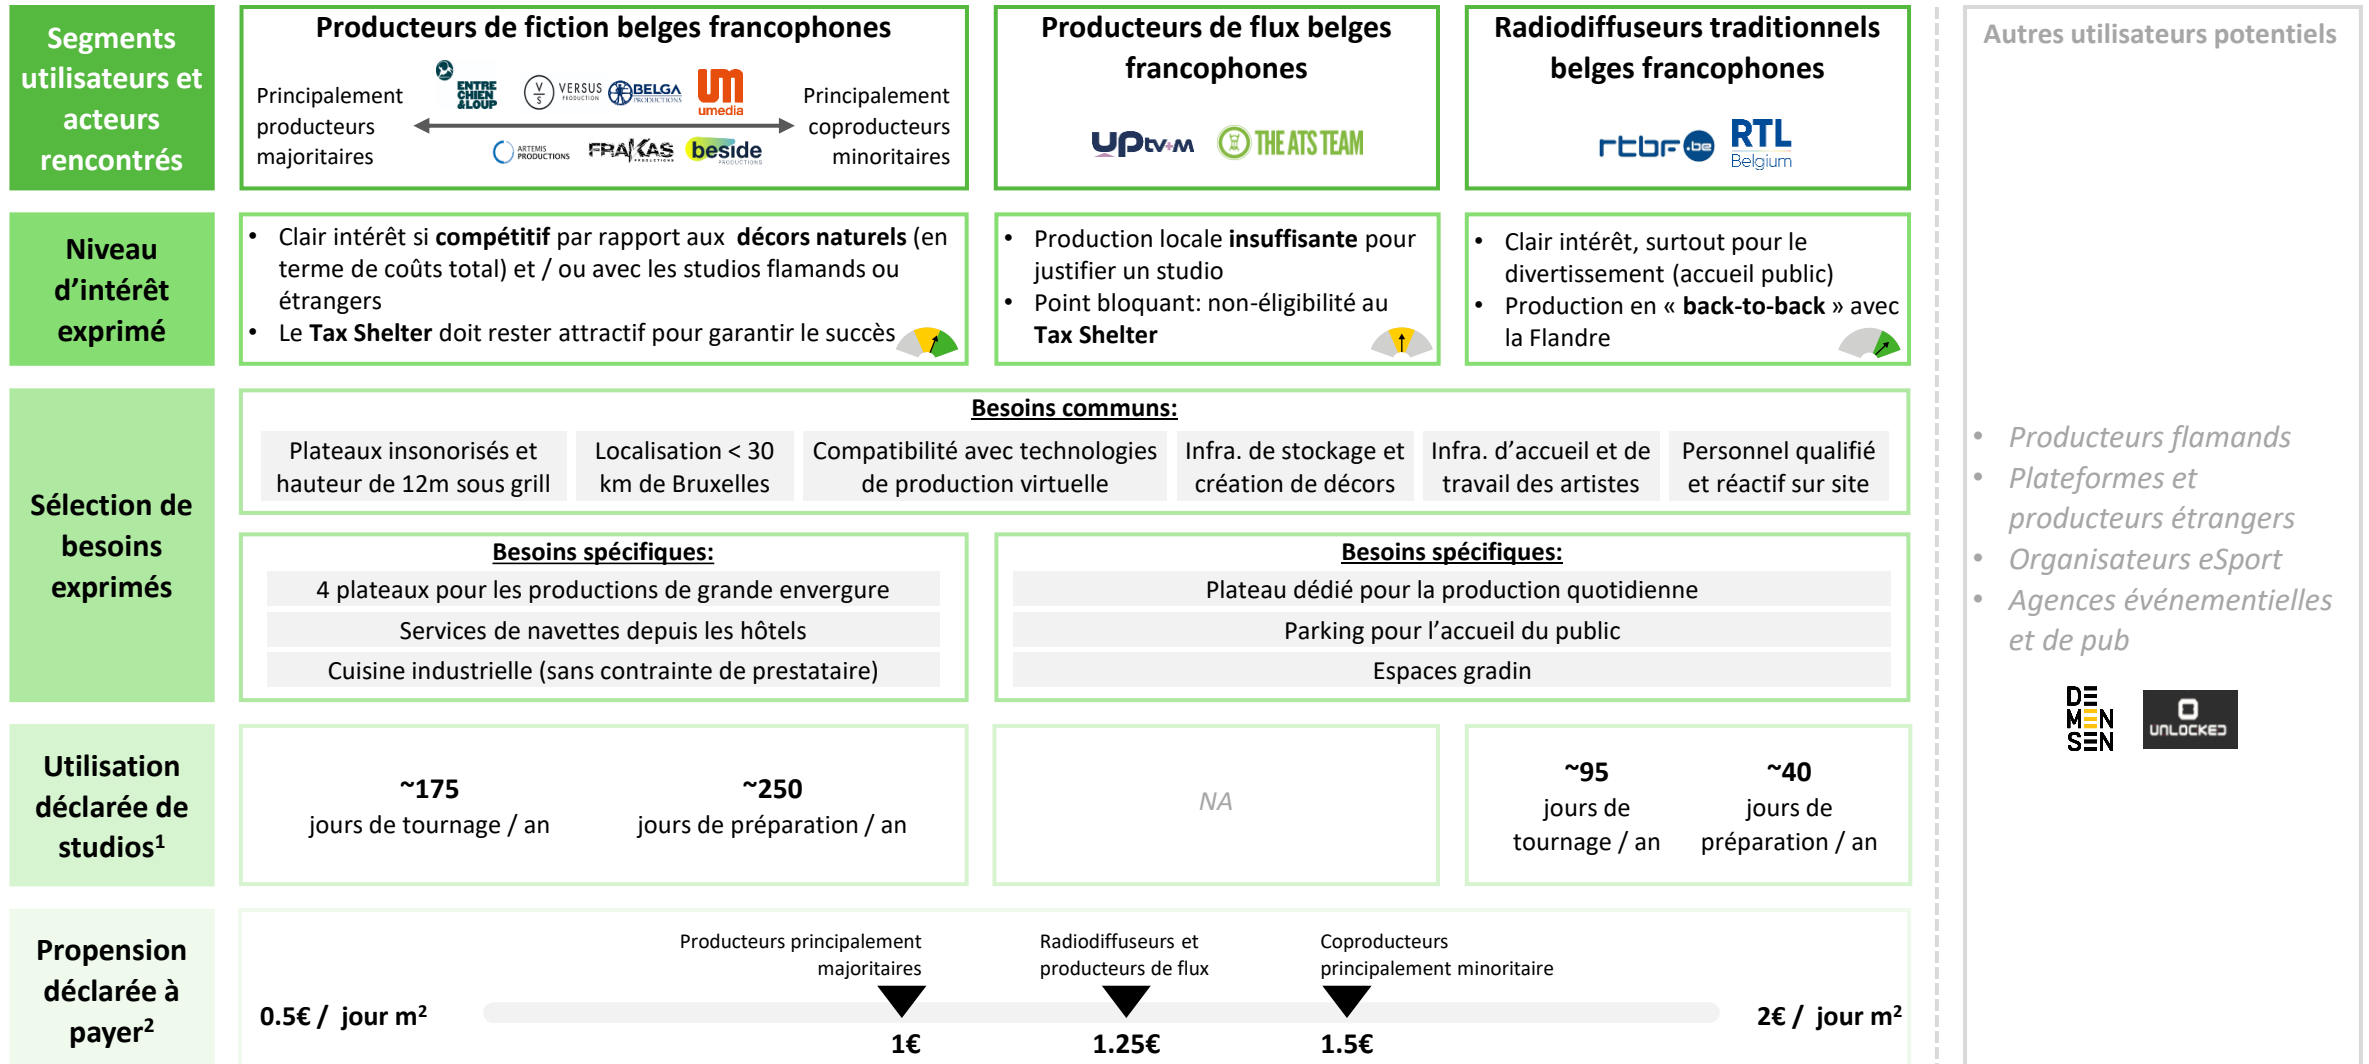 Segments
utilisateurs et
acteurs
rencontrés
Producteurs de fiction belges francophones
Principalement
producteurs
majoritaires
ENTRE
CHIEN
&LOUP
V/S
VERSUS
PRODUCTION
BELGA
PRODUCTIONS
um
umedia
ARTEMIS
PRODUCTIONS
FRAKAS
PRODUCTIONS
beside
PRODUCTIONS
Principalement
coproducteurs
minoritaires
Producteurs de flux belges
francophones
UPtv+M
THE ATS TEAM
Radiodiffuseurs traditionnels
belges francophones
rtbf.be
RTL
Belgium
Autres utilisateurs potentiels
Niveau
d’intérêt
exprimé
• Clair intérêt si compétitif par rapport aux décors naturels (en
terme de coûts total) et / ou avec les studios flamands ou
étrangers
• Le Tax Shelter doit rester attractif pour garantir le succès
• Production locale insuffisante pour
justifier un studio
• Point bloquant: non-éligibilité au
Tax Shelter
• Clair intérêt, surtout pour le
divertissement (accueil public)
• Production en « back-to-back » avec
la Flandre
Sélection de
besoins
exprimés
Besoins communs:
Plateaux insonorisés et
hauteur de 12m sous grill
Localisation < 30
km de Bruxelles
Compatibilité avec technologies
de production virtuelle
Infra. de stockage et
création de décors
Infra. d’accueil et de
travail des artistes
Personnel qualifié
et réactif sur site
Besoins spécifiques:
4 plateaux pour les productions de grande envergure
Services de navettes depuis les hôtels
Cuisine industrielle (sans contrainte de prestataire)
Besoins spécifiques:
Plateau dédié pour la production quotidienne
Parking pour l’accueil du public
Espaces gradin
• Producteurs flamands
• Plateformes et
producteurs étrangers
• Organisateurs eSport
• Agences événementielles
et de pub
DE
MEN
SEN
UNLOCKED
Utilisation
déclarée de
studios1
~175
jours de tournage / an
~250
jours de préparation / an
NA
~95
jours de
tournage / an
~40
jours de
préparation / an
Propension
déclarée à
payer2
0.5€ / jour m2
Producteurs principalement
majoritaires
1€
Radiodiffuseurs et
producteurs de flux
1.25€
Coproducteurs
principalement minoritaire
1.5€
2€ / jour m2